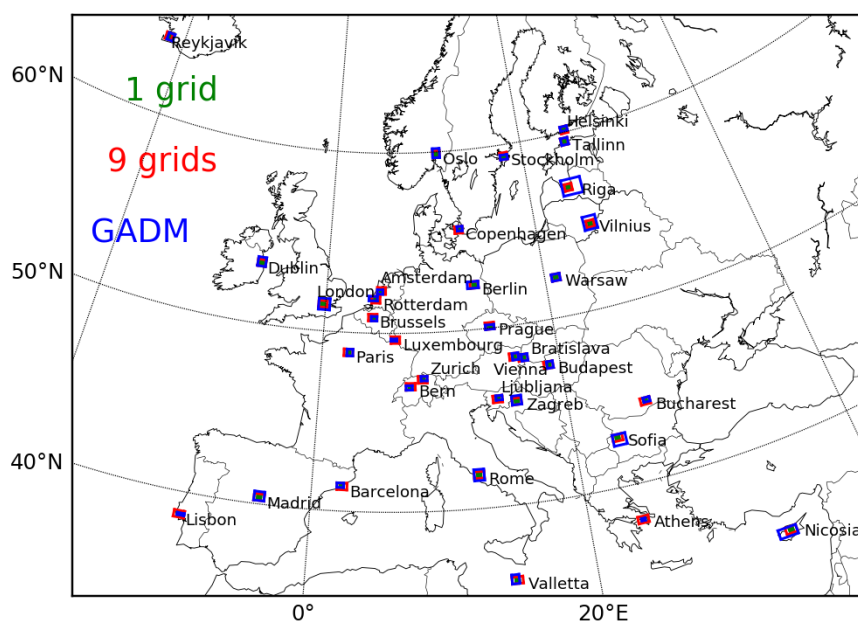 Reykjavik
60°N
1 grid
Helsinki
Tallinn
Oslo
Stockholm
9 grids
Riga
GADM
Vilnius
Copenhagen
Dublin
50°N
Amsterdam
Warsaw
London
Berlin
Rotterdam
Brussels
Prague
Luxembourg
Paris
Bratislava
Vienna
Zurich
Budapest
Bern
Ljubljana
Zagreb
Bucharest
Sofia
40°N
Rome
Barcelona
Madrid
Lisbon
Athens
Nicosia
Valletta
0°
20°E